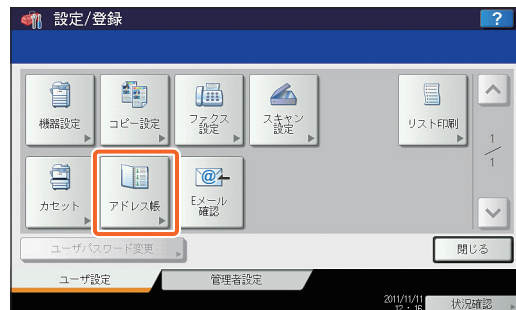 設定/登録
?
機器設定
コピー設定
ファクス
設定
スキャン
設定
リスト印刷
1
1
カセット
アドレス帳
@
Eメール
確認
ユーザパスワード変更
閉じる
ユーザ設定
管理者設定
2011/11/11
12 : 16
状況確認